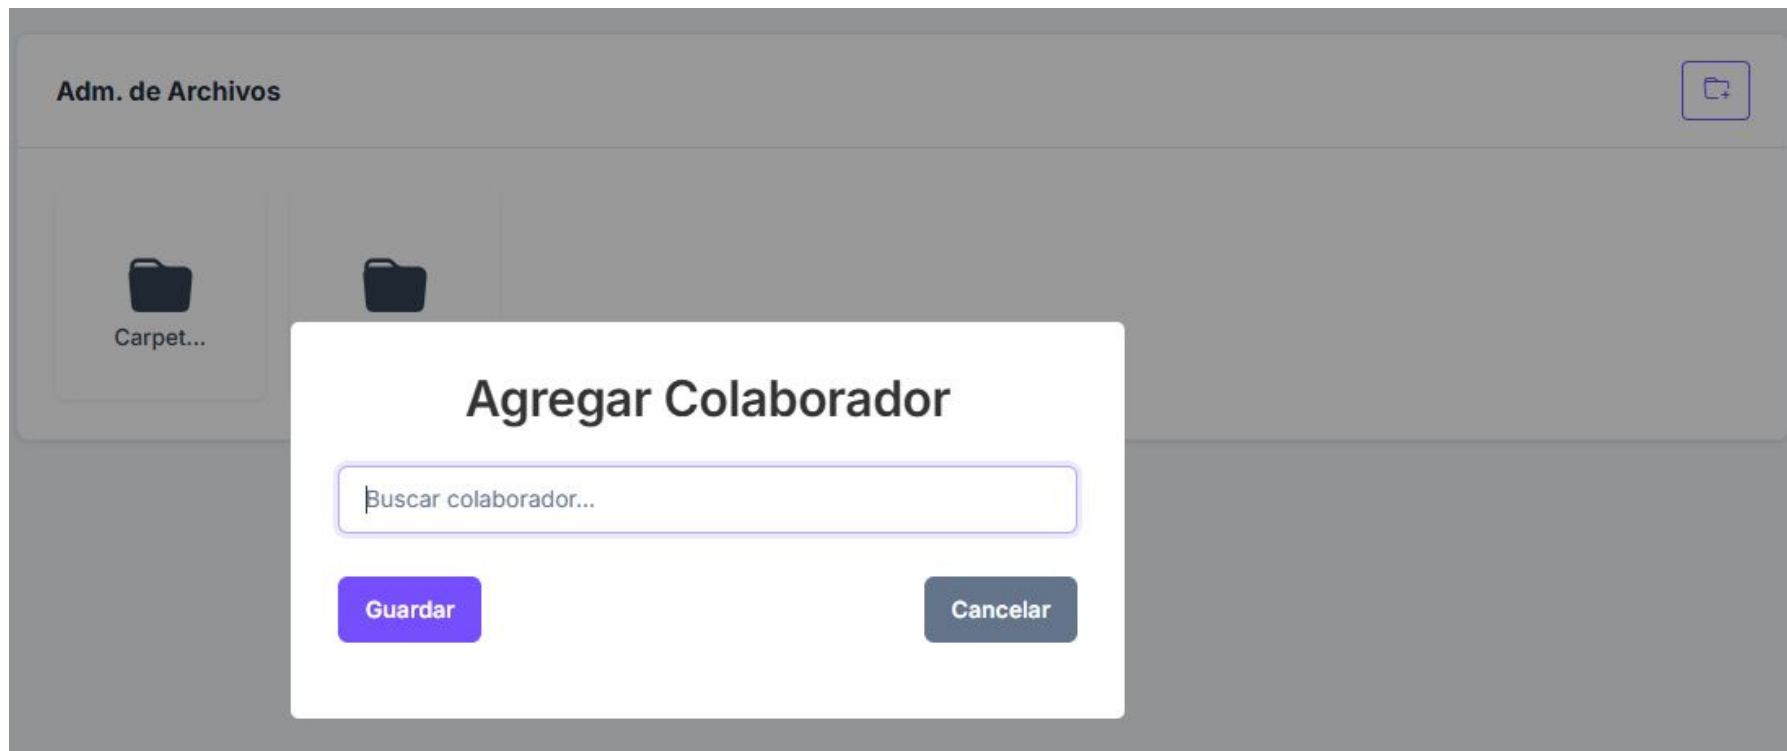 Adm. de Archivos
Carpet...
Agregar Colaborador
Buscar colaborador...
Guardar
Cancelar